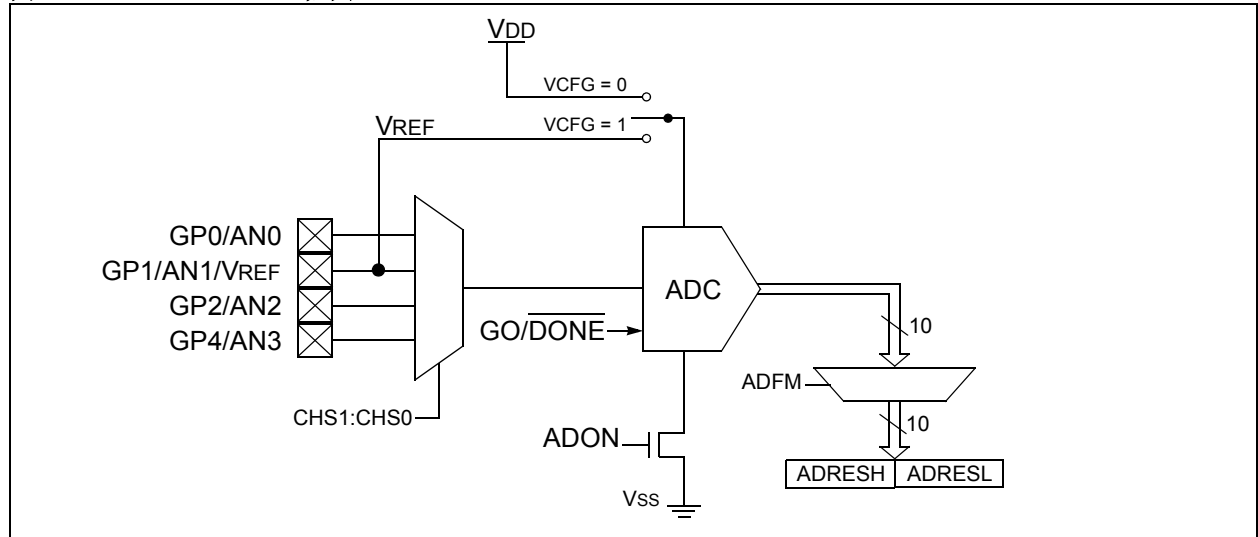 VDD
VCFG = 0
VREF
VCFG = 1
GP0/AN0
GP1/AN1/VREF
GP2/AN2
GP4/AN3
ADC
GO/DONE
10
ADFM
CHS1:CHS0
10
ADON
ADRESH ADRESL
VSS